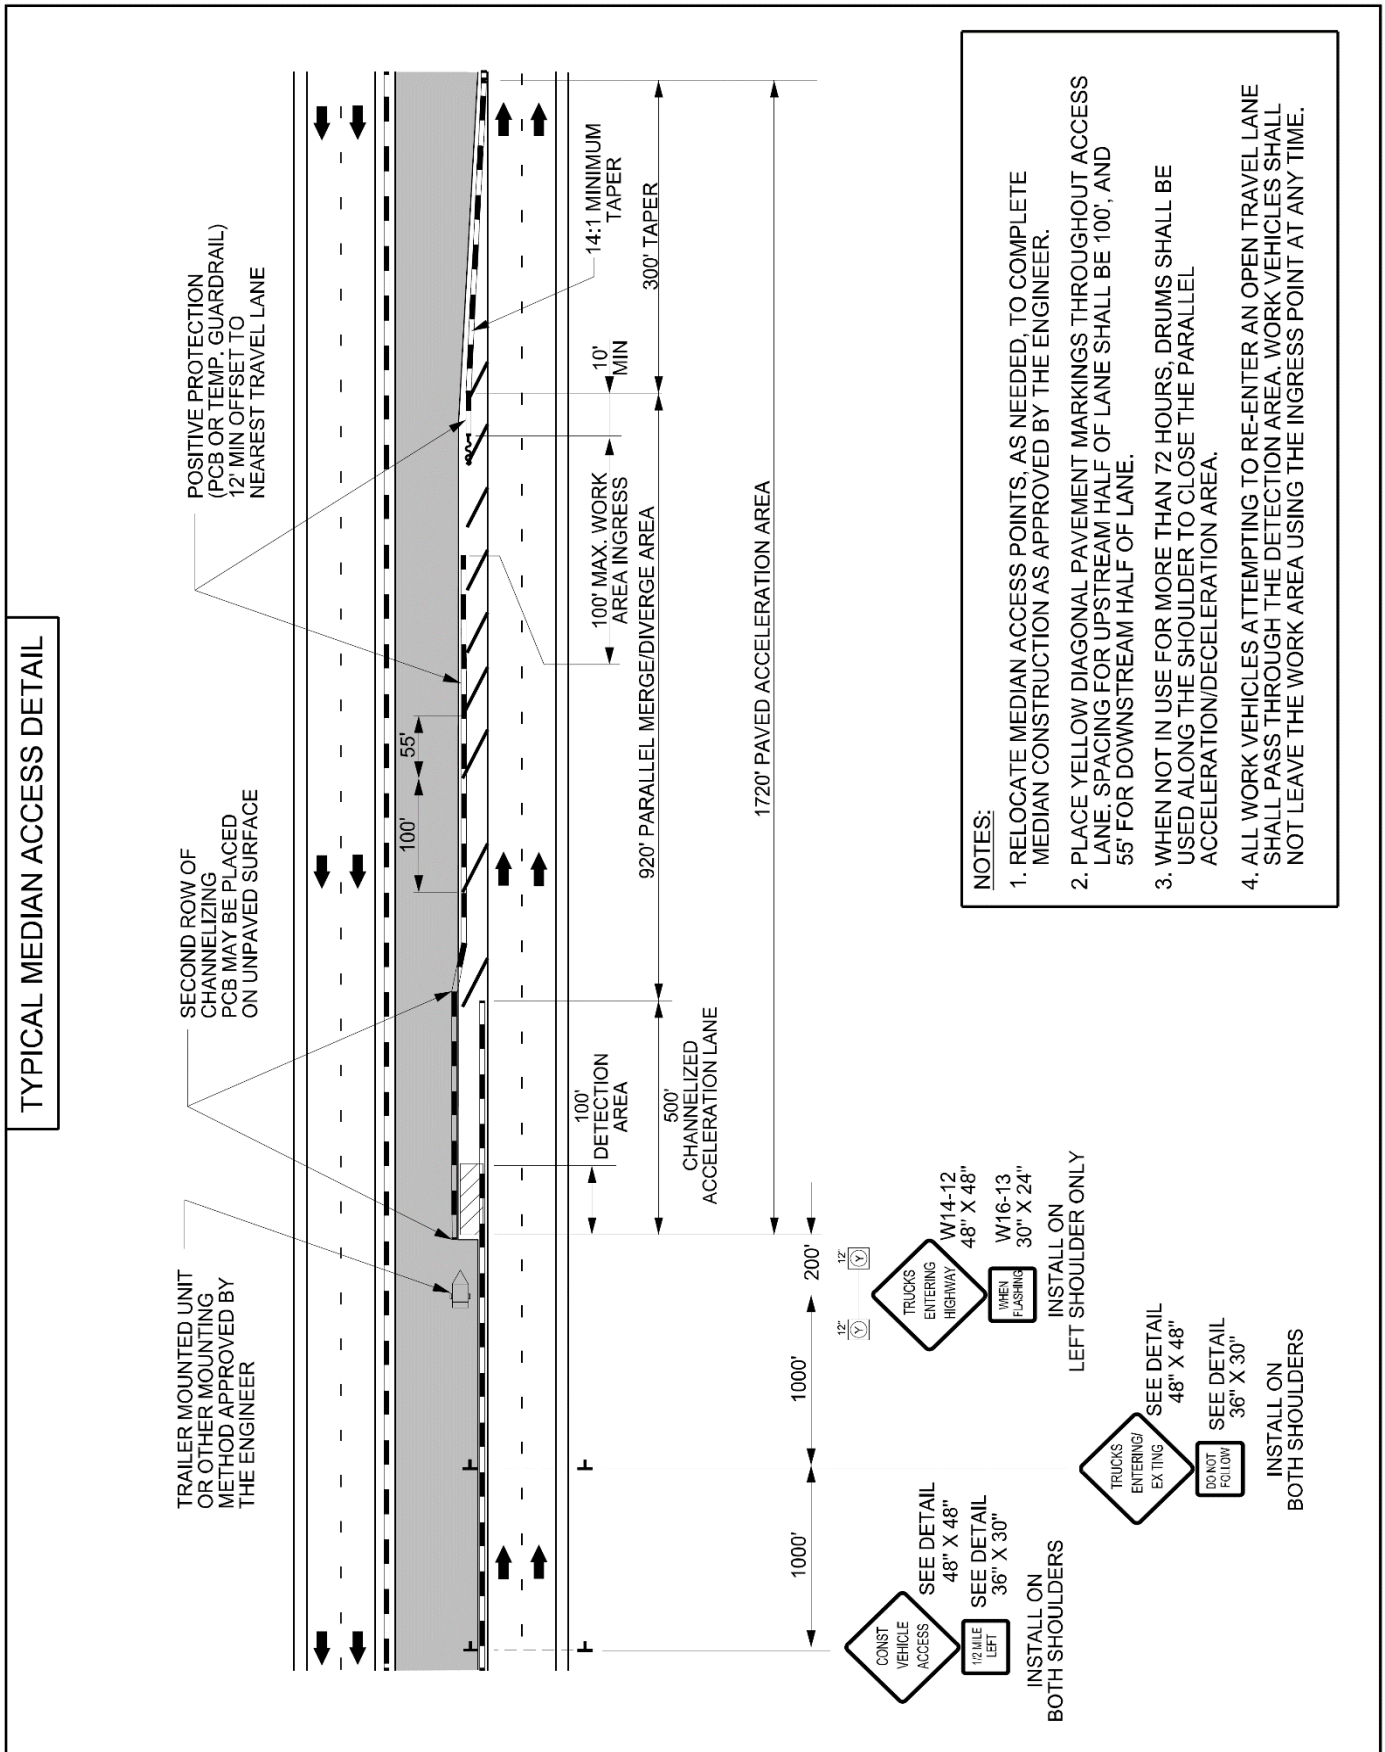 TYPICAL MEDIAN ACCESS DETAIL
TRAILER MOUNTED UNIT
OR OTHER MOUNTING
METHOD APPROVED BY
THE ENGINEER
SECOND ROW OF
CHANNELIZING
PCB MAY BE PLACED
ON UNPAVED SURFACE
POSITIVE PROTECTION
(PCB OR TEMP. GUARDRAIL)
12' MIN OFFSET TO
NEAREST TRAVEL LANE
100'
55'
14:1 MINIMUM
TAPER
100'
DETECTION
AREA
100' MAX. WORK
AREA INGRESS
10'
MIN
500'
CHANNELIZED
ACCELERATION LANE
920' PARALLEL MERGE/DIVERGE AREA
300' TAPER
1720' PAVED ACCELERATION AREA
1000'
1000'
200'
12"
Y
12"
Y
CONST
VEHICLE
ACCESS
1/2 MILE
LEFT
SEE DETAIL
48" X 48"
SEE DETAIL
36" X 30"
INSTALL ON
BOTH SHOULDERS
TRUCKS
ENTERING
HIGHWAY
WHEN
FLASHING
W14-12
48" X 48"
W16-13
30" X 24"
INSTALL ON
LEFT SHOULDER ONLY
TRUCKS
ENTERING/
EX TING
DO NOT
FOLLOW
SEE DETAIL
48" X 48"
SEE DETAIL
36" X 30"
INSTALL ON
BOTH SHOULDERS
NOTES:
1. RELOCATE MEDIAN ACCESS POINTS, AS NEEDED, TO COMPLETE
MEDIAN CONSTRUCTION AS APPROVED BY THE ENGINEER.
2. PLACE YELLOW DIAGONAL PAVEMENT MARKINGS THROUGHOUT ACCESS
LANE. SPACING FOR UPSTREAM HALF OF LANE SHALL BE 100', AND
55' FOR DOWNSTREAM HALF OF LANE.
3. WHEN NOT IN USE FOR MORE THAN 72 HOURS, DRUMS SHALL BE
USED ALONG THE SHOULDER TO CLOSE THE PARALLEL
ACCELERATION/DECELERATION AREA.
4. ALL WORK VEHICLES ATTEMPTING TO RE-ENTER AN OPEN TRAVEL LANE
SHALL PASS THROUGH THE DETECTION AREA. WORK VEHICLES SHALL
NOT LEAVE THE WORK AREA USING THE INGRESS POINT AT ANY TIME.